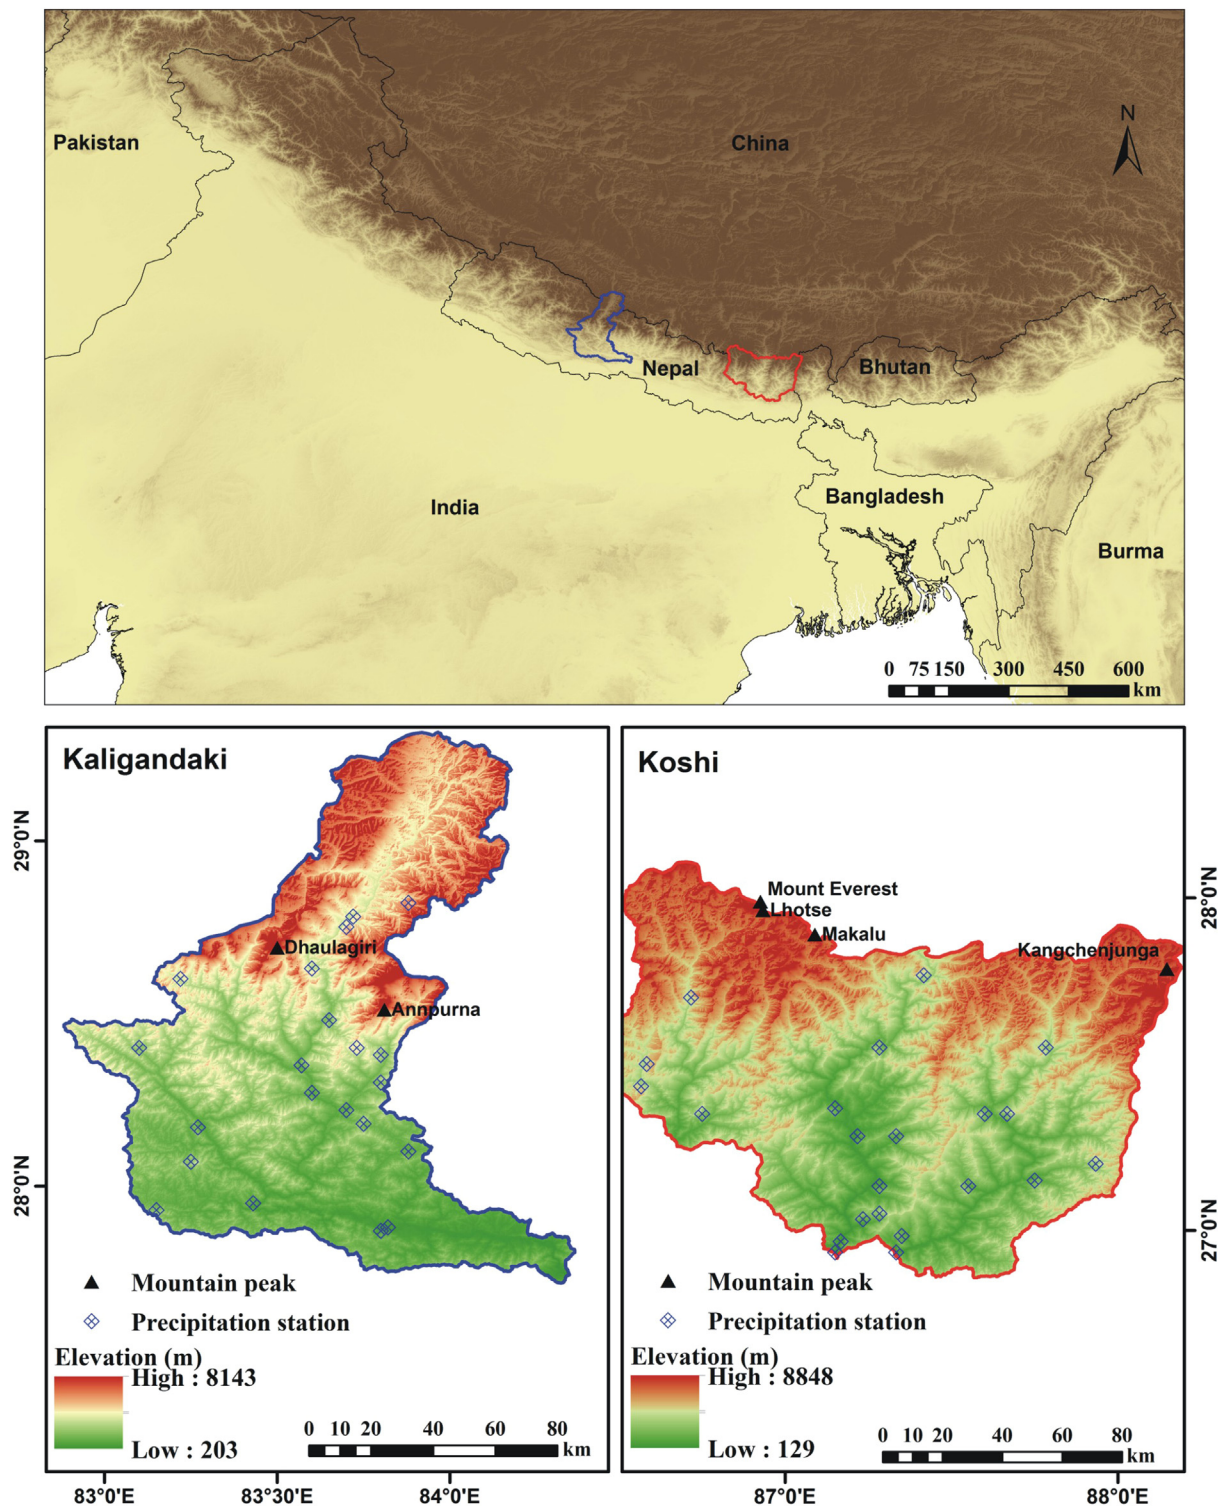 Pakistan
China
N
Nepal
Bhutan
India
Bangladesh
Burma
0 75 150 300 450 600
km
Kaligandaki
29°0'N
28°0'N
Dhaulagiri
Annpurna
Mountain peak
Precipitation station
Elevation (m)
High : 8143
Low : 203
0 10 20 40 60 80
km
83°0'E 83°30'E 84°0'E
Koshi
Mount Everest
Lhotse
Makalu
Kangchenjunga
28°0'N
27°0'N
Mountain peak
Precipitation station
Elevation (m)
High : 8848
Low : 129
0 10 20 40 60 80
km
87°0'E 88°0'E